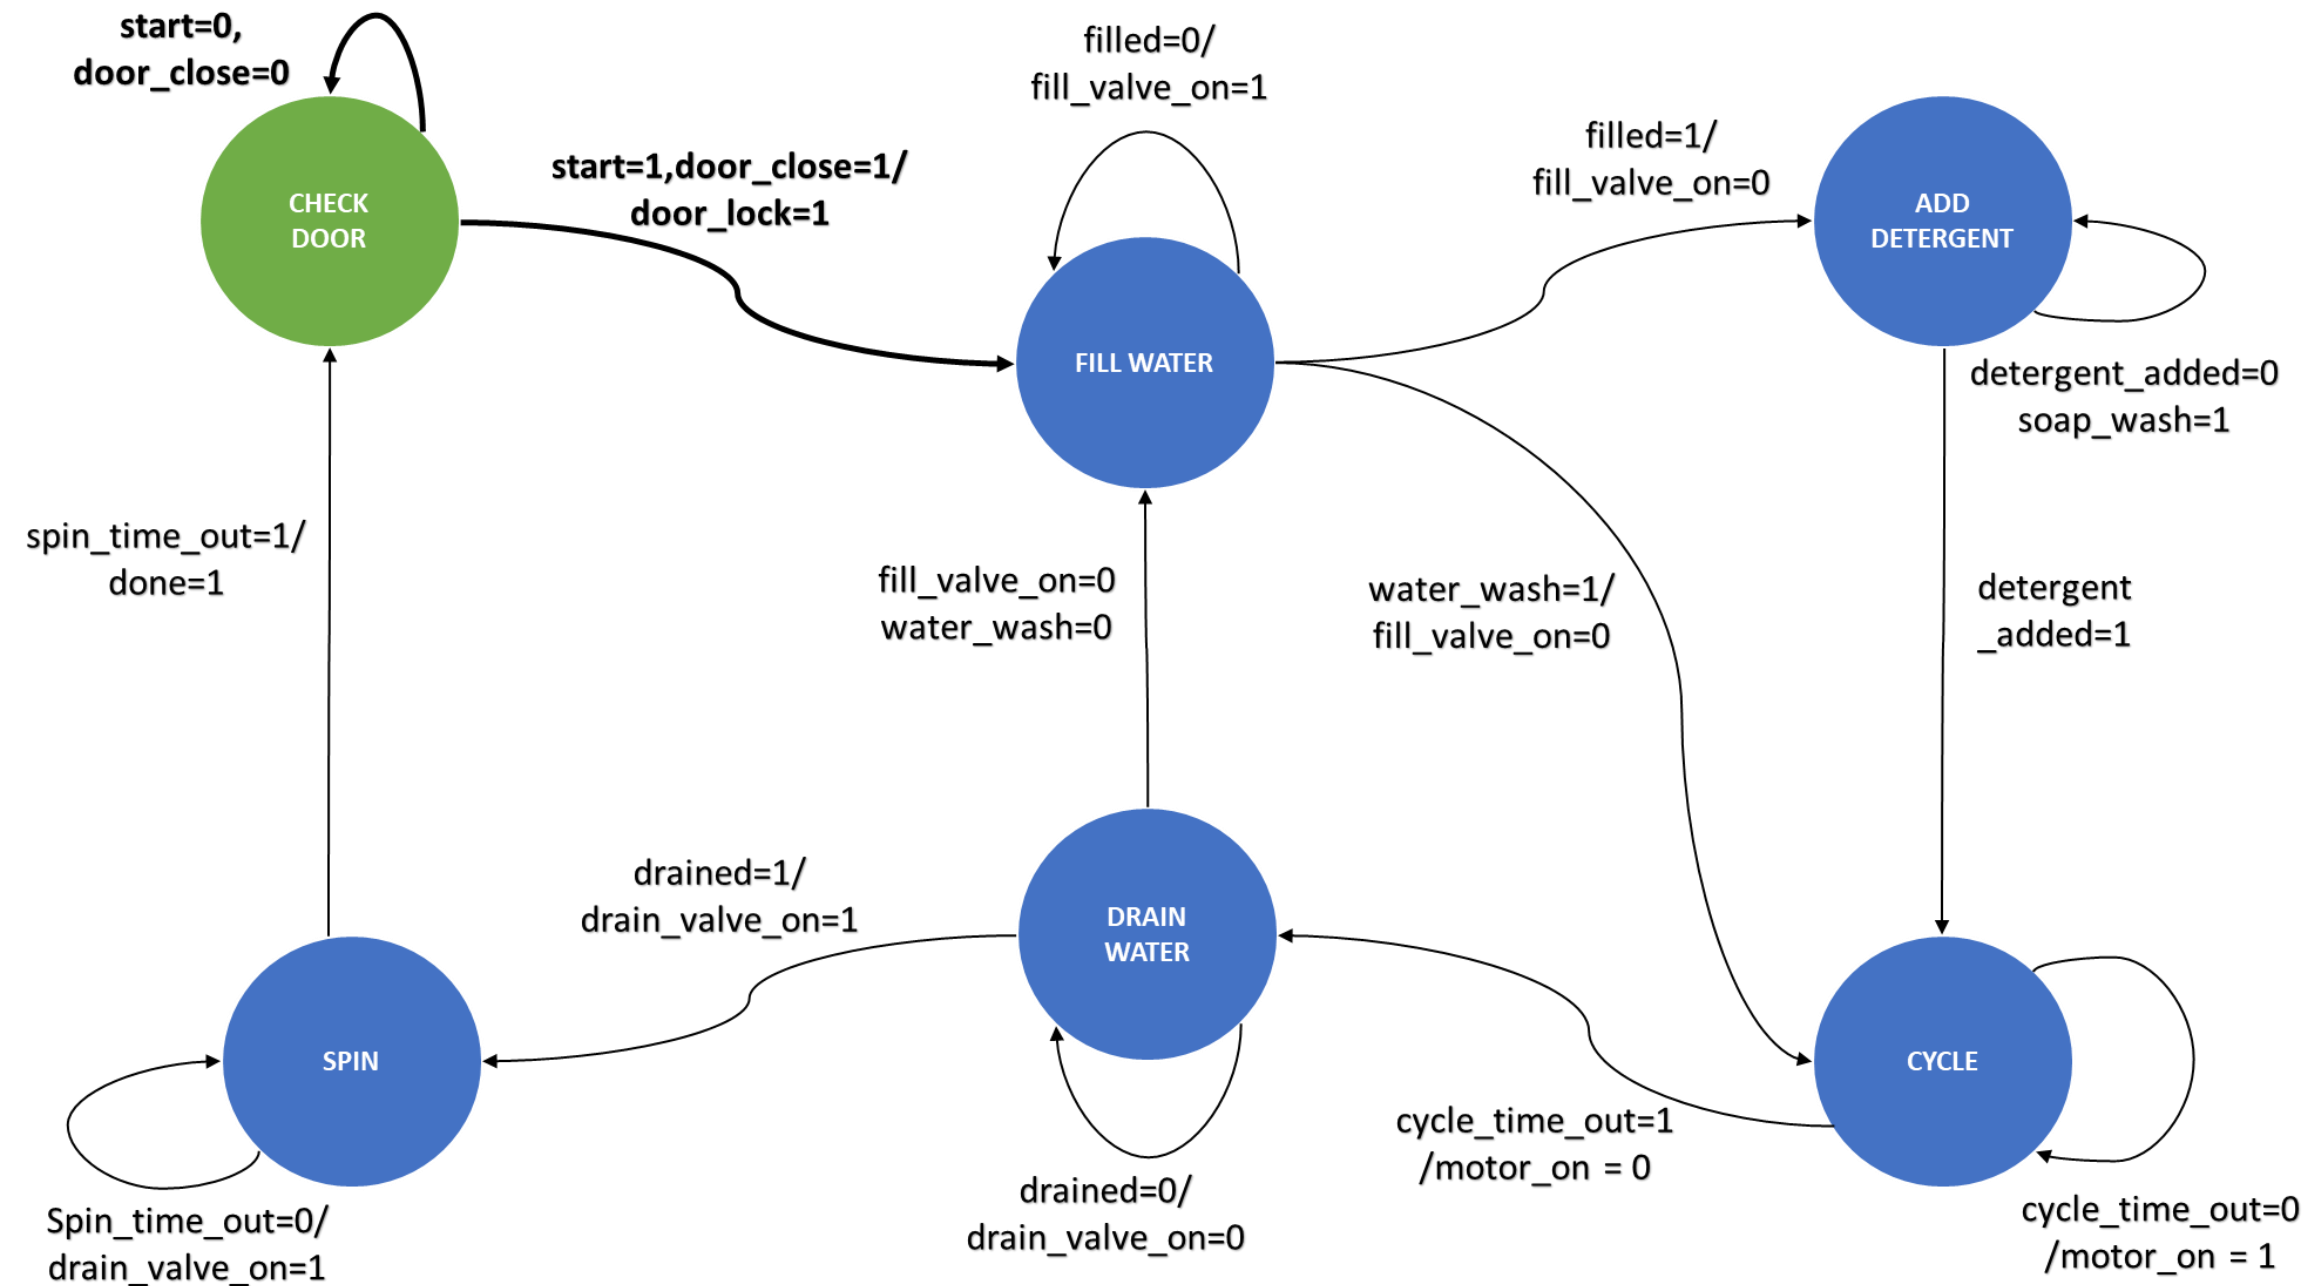 start=0,
door_close=0
filled=0/
fill_valve_on=1
filled=1/
fill_valve_on=0
start=1,door_close=1/
door_lock=1
CHECK
DOOR
ADD
DETERGENT
FILL WATER
detergent_added=0
soap_wash=1
spin_time_out=1/
done=1
fill_valve_on=0
water_wash=0
water_wash=1/
fill_valve_on=0
detergent
_added=1
drained=1/
drain_valve_on=1
DRAIN
WATER
SPIN
CYCLE
cycle_time_out=1
/motor_on = 0
drained=0/
drain_valve_on=0
Spin_time_out=0/
drain_valve_on=1
cycle_time_out=0
/motor_on = 1